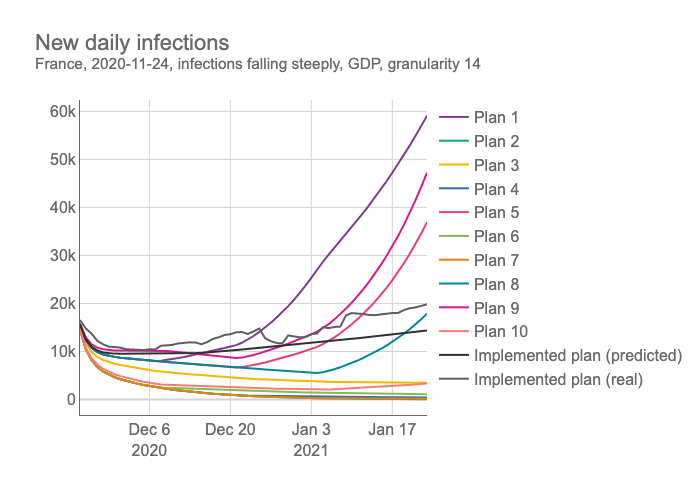 New daily infections
France, 2020-11-24, infections falling steeply, GDP, granularity 14
60k
50k
40k
30k
20k
10k
0
Dec 6
2020
Dec 20
Jan 3
2021
Jan 17
Plan 1
Plan 2
Plan 3
Plan 4
Plan 5
Plan 6
Plan 7
Plan 8
Plan 9
Plan 10
Implemented plan (predicted)
Implemented plan (real)